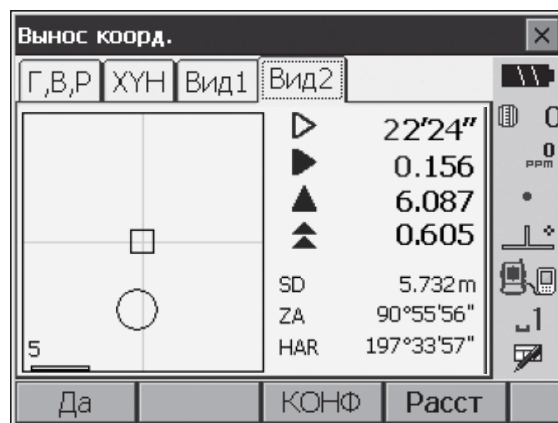 Вынос коорд.
Г,В,Р XYH Вид1 Вид2
22'24"
0.156
6.087
0.605
SD 5.732m
ZA 90°55'56"
HAR 197°33'57"
5
0
0
PPM
1
Да КОНФ Расст